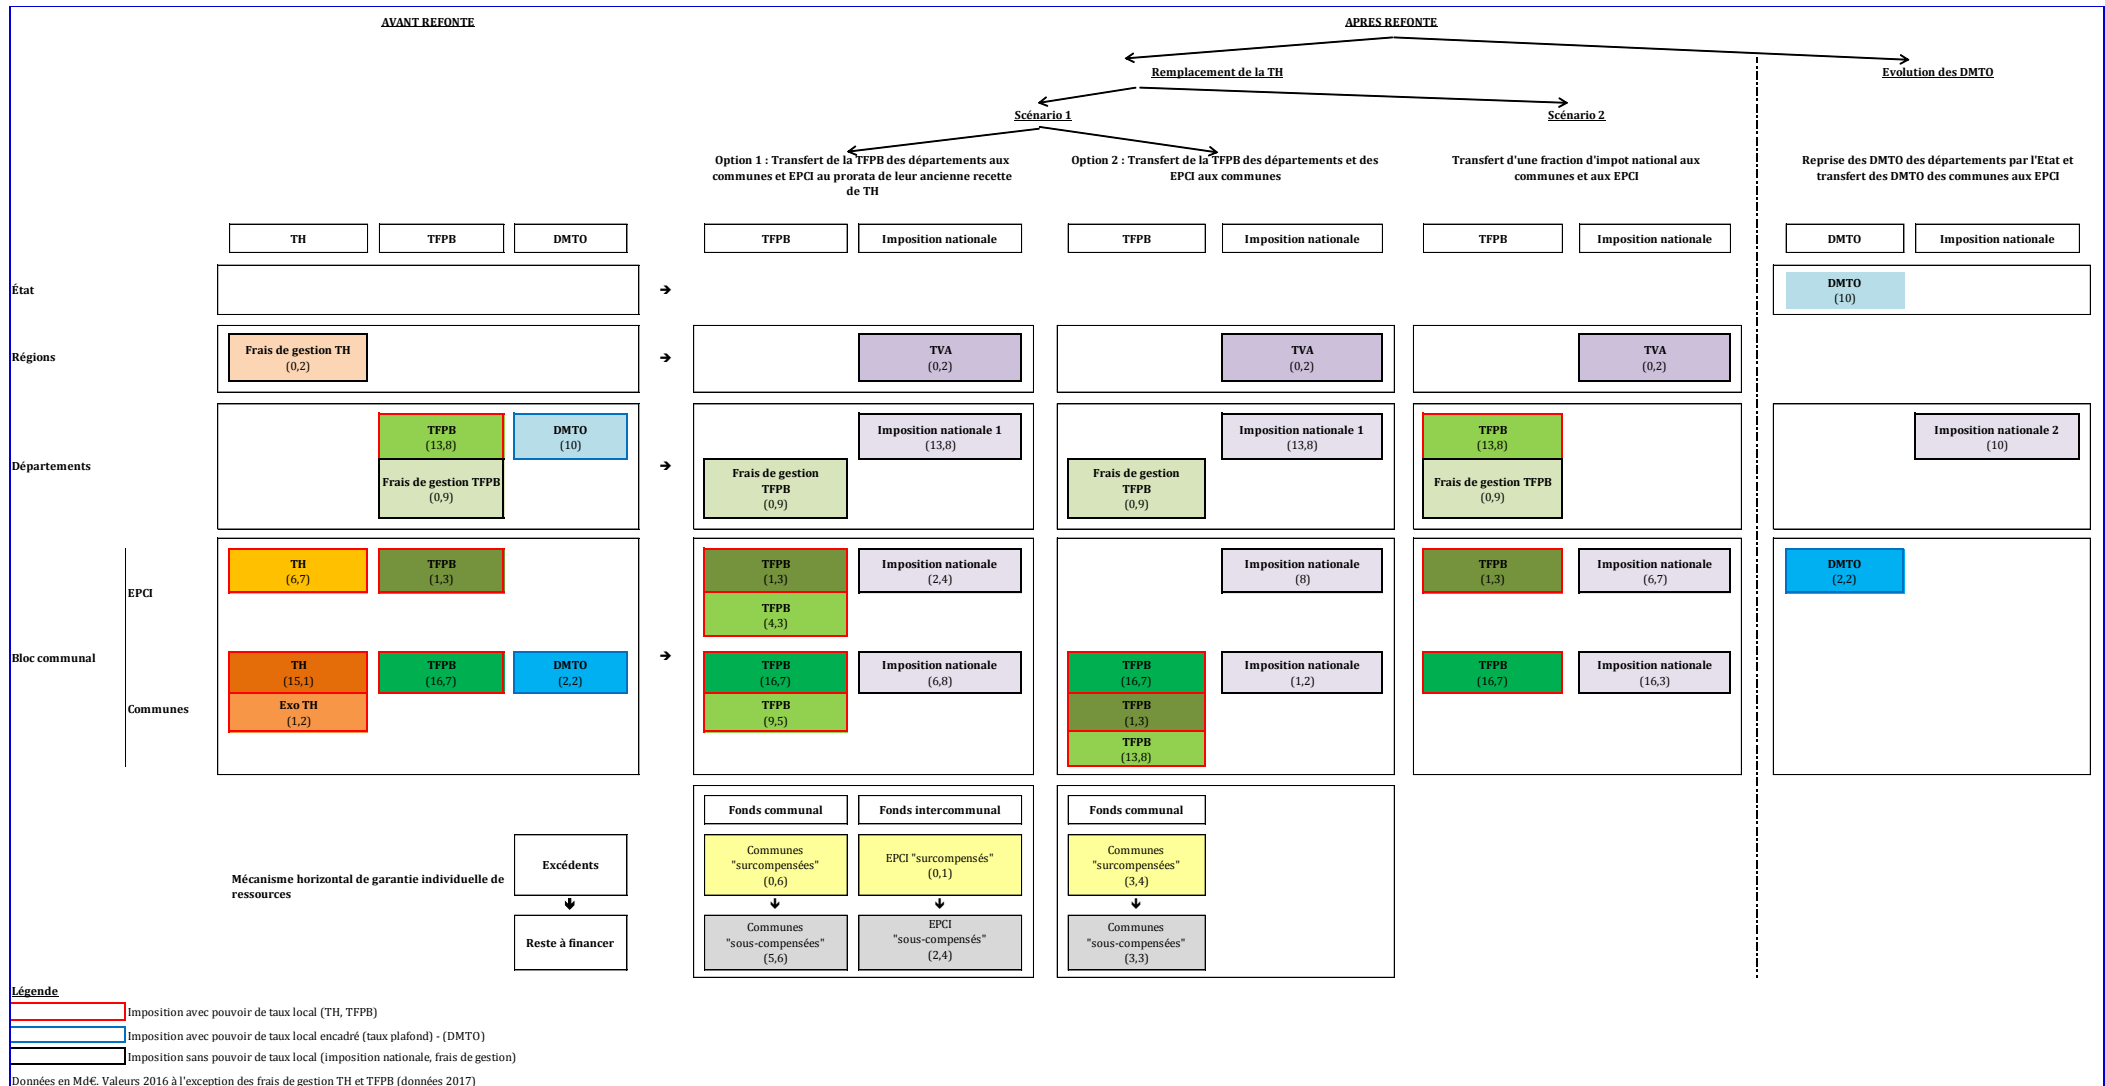 AVANT REFONTE
APRES REFONTE
Remplacement de la TH
Evolution des DMTO
Scénario 1
Scénario 2
Option 1 : Transfert de la TFPB des départements aux
communes et EPCI au prorata de leur ancienne recette
de TH
Option 2 : Transfert de la TFPB des départements et des
EPCI aux communes
Transfert d'une fraction d'impot national aux
communes et aux EPCI
Reprise des DMTO des départements par l'Etat et
transfert des DMTO des communes aux EPCI
TH
TFPB
DMTO
TFPB
Imposition nationale
TFPB
Imposition nationale
TFPB
Imposition nationale
DMTO
Imposition nationale
État
➔
DMTO
(10)
Régions
Frais de gestion TH
(0,2)
➔
TVA
(0,2)
TVA
(0,2)
TVA
(0,2)
Départements
TFPB
(13,8)
DMTO
(10)
Frais de gestion TFPB
(0,9)
➔
Imposition nationale 1
(13,8)
Frais de gestion
TFPB
(0,9)
Imposition nationale 1
(13,8)
Frais de gestion
TFPB
(0,9)
TFPB
(13,8)
Frais de gestion TFPB
(0,9)
Imposition nationale 2
(10)
Bloc communal
EPCI
TH
(6,7)
TFPB
(1,3)
TFPB
(1,3)
TFPB
(4,3)
Imposition nationale
(2,4)
Imposition nationale
(8)
TFPB
(1,3)
Imposition nationale
(6,7)
DMTO
(2,2)
Communes
TH
(15,1)
Exo TH
(1,2)
TFPB
(16,7)
DMTO
(2,2)
➔
TFPB
(16,7)
TFPB
(9,5)
Imposition nationale
(6,8)
TFPB
(16,7)
TFPB
(1,3)
TFPB
(13,8)
Imposition nationale
(1,2)
TFPB
(16,7)
Imposition nationale
(16,3)
Mécanisme horizontal de garantie individuelle de
ressources
Excédents
Reste à financer
Fonds communal
Fonds intercommunal
Fonds communal
Communes
"surcompensées"
(0,6)
EPCI "surcompensés"
(0,1)
Communes
"surcompensées"
(3,4)
Communes
"sous-compensées"
(5,6)
EPCI
"sous-compensés"
(2,4)
Communes
"sous-compensées"
(3,3)
Légende
Imposition avec pouvoir de taux local (TH, TFPB)
Imposition avec pouvoir de taux local encadré (taux plafond) - (DMTO)
Imposition sans pouvoir de taux local (imposition nationale, frais de gestion)
Données en Md€. Valeurs 2016 à l'exception des frais de gestion TH et TFPB (données 2017)